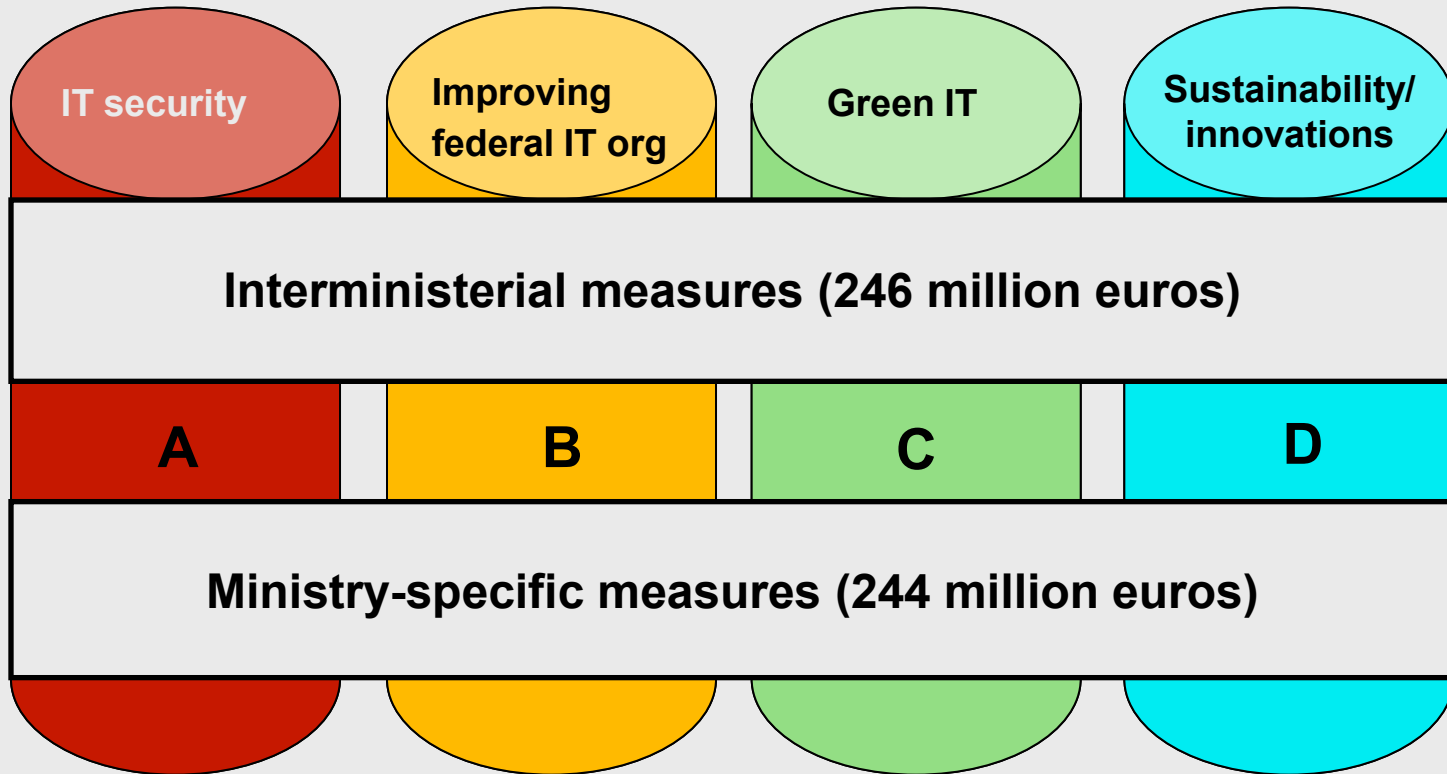 IT security
Improving
federal IT org
Green IT
Sustainability/
innovations
Interministerial measures (246 million euros)
A
B
C
D
Ministry-specific measures (244 million euros)